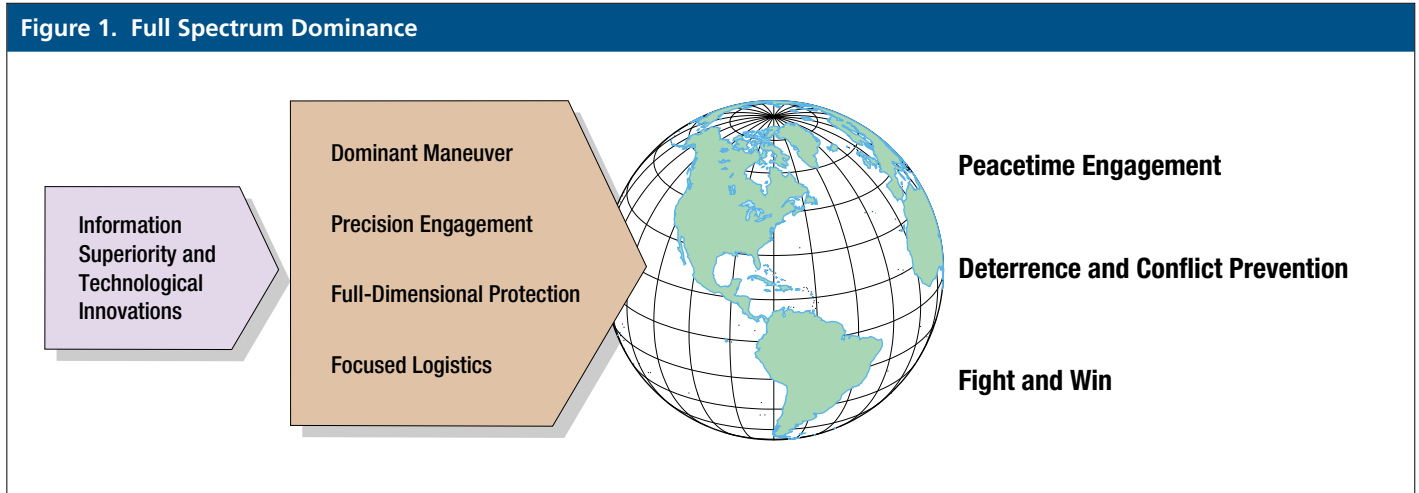 Figure 1. Full Spectrum Dominance
Information
Superiority and
Technological
Innovations
Dominant Maneuver
Precision Engagement
Full-Dimensional Protection
Focused Logistics
Peacetime Engagement
Deterrence and Conflict Prevention
Fight and Win